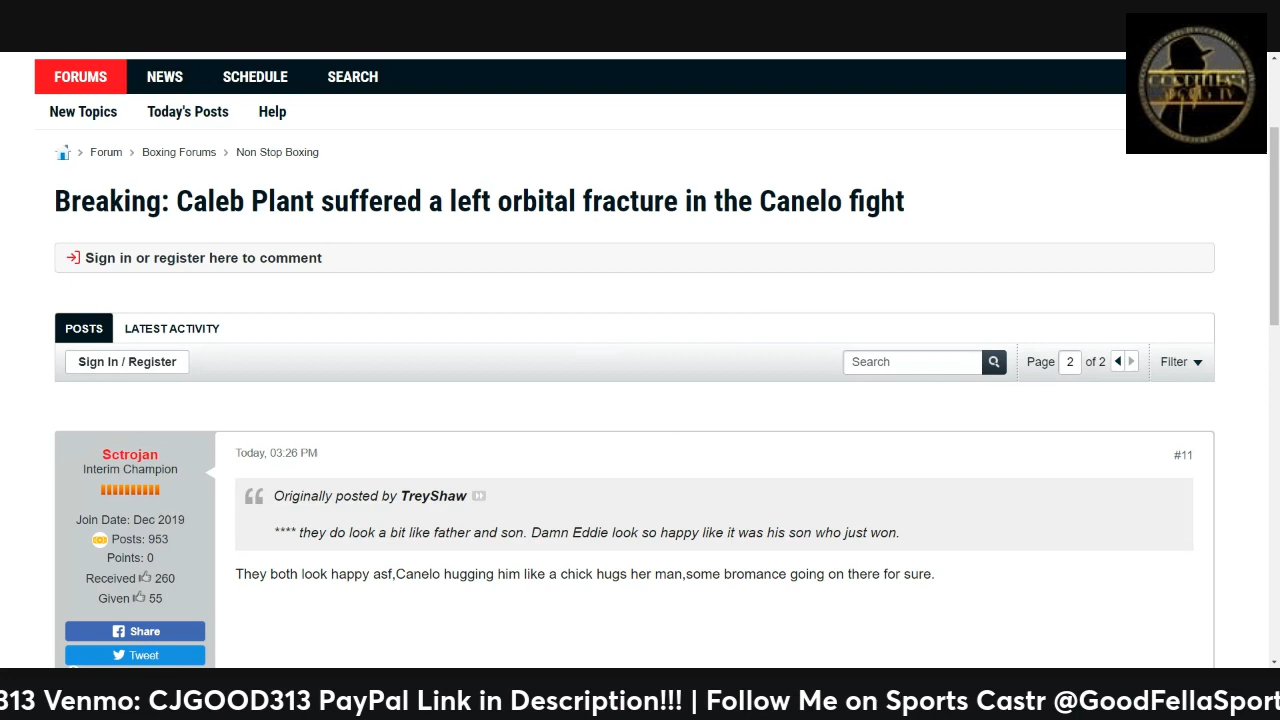 FORUMS NEWS SCHEDULE SEARCH
New Topics Today's Posts Help
Forum Boxing Forums Non Stop Boxing
Breaking: Caleb Plant suffered a left orbital fracture in the Canelo fight
Sign in or register here to comment
POSTS LATEST ACTIVITY
Sign In / Register Search Page 2 of 2 Filter
Sctrojan
Interim Champion
Join Date: Dec 2019
Posts: 953
Points: 0
Received 260
Given 55
Share
Tweet
Today, 03:26 PM #11
Originally posted by TreyShaw
**** they do look a bit like father and son. Damn Eddie look so happy like it was his son who just won.
They both look happy asf,Canelo hugging him like a chick hugs her man,some bromance going on there for sure.
313 Venmo: CJGOOD313 PayPal Link in Description!!! | Follow Me on Sports Castr @GoodFellaSport